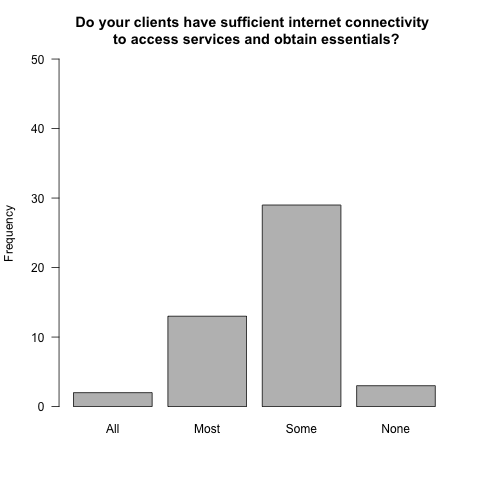 Do your clients have sufficient internet connectivity
to access services and obtain essentials?
50
40
30
20
10
0
Frequency
All Most Some None